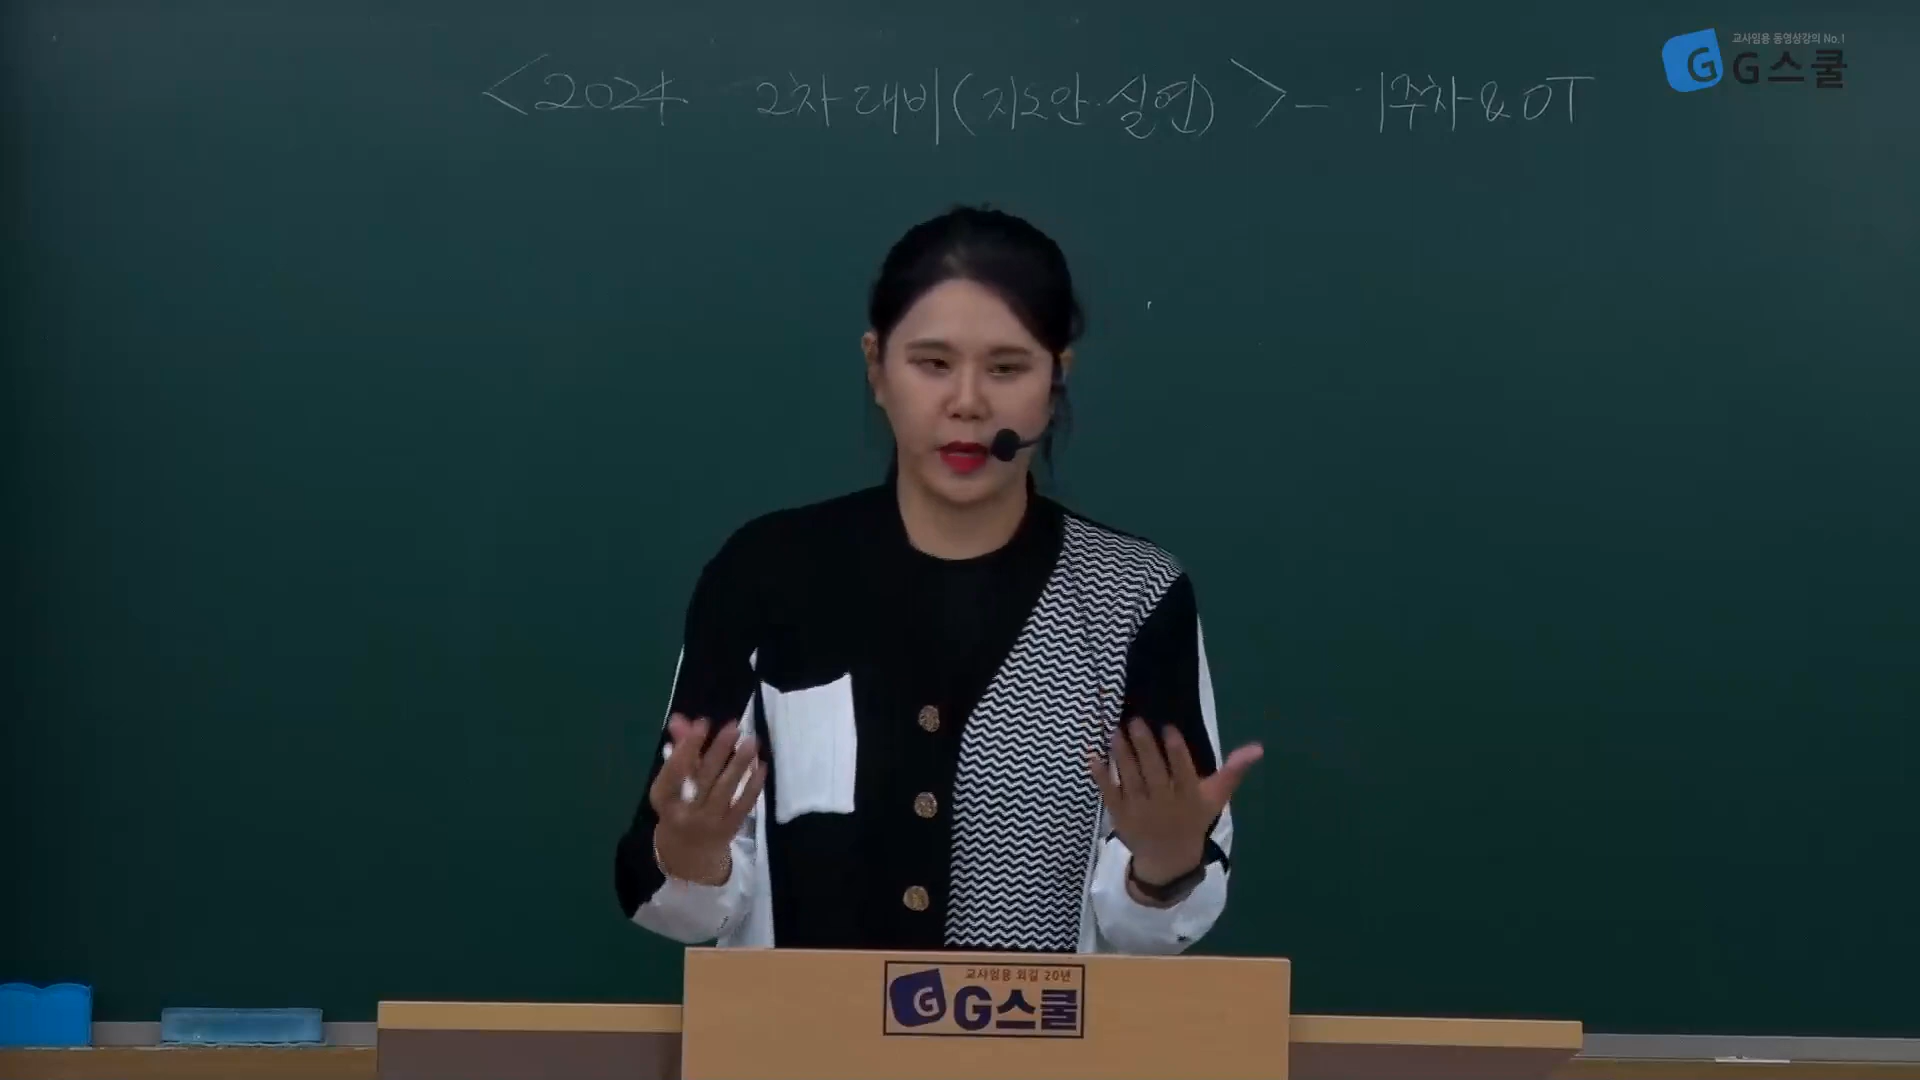 교사임용 동영상강의 No.1
G스쿨
<2024 2차대비(지도안·실연)> - 1주차 & OT
교사임용 외길 20년
G스쿨